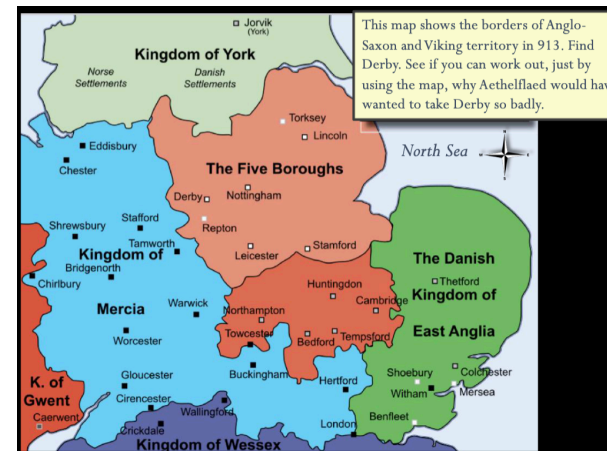 This map shows the borders of Anglo-
Saxon and Viking territory in 913. Find
Derby. See if you can work out, just by
using the map, why Aethelflaed would hav
wanted to take Derby so badly.
Jorvik
(York)
Kingdom of York
Norse
Settlements
Danish
Settlements
Torksey
Lincoln
North Sea
Eddisbury
Chester
The Five Boroughs
Derby
Nottingham
Repton
Stafford
Shrewsbury
Tamworth
Leicester
Stamford
Kingdom of
Bridgenorth
Chirlbury
Mercia
Warwick
Worcester
The Danish
Thetford
Kingdom of
East Anglia
Huntingdon
Cambridge
Northampton
Towcester
Bedford
Tempsford
Buckingham
Hertford
Shoebury
Colchester
Witham
Mersea
Benfleet
London
K. of
Gwent
Caerwent
Gloucester
Cirencester
Crickdale
Wallingford
Kingdom of Wessex